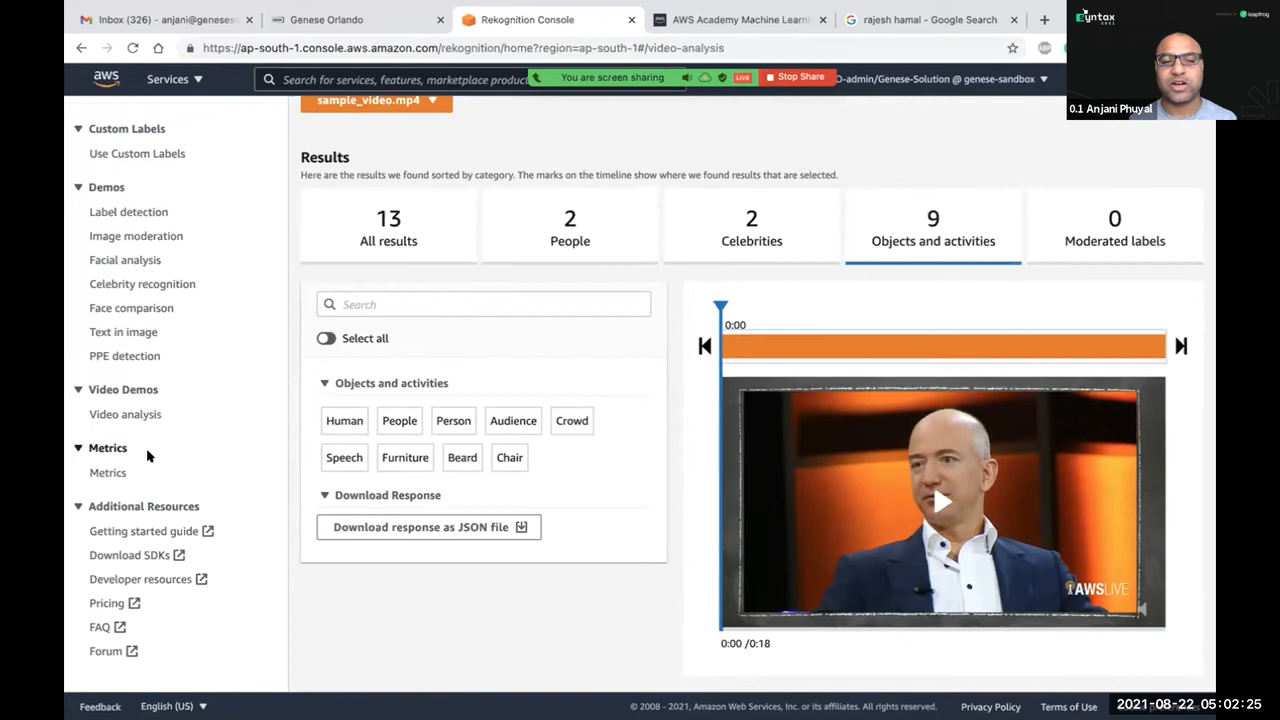 Inbox (326) - anjani@geneses
Genese Orlando
Rekognition Console
AWS Academy Machine Learni
rajesh hamal - Google Search
https://ap-south-1.console.aws.amazon.com/rekognition/home?region=ap-south-1#/video-analysis
Syntax
leapfrog
aws
Services
Search for services, features, marketplace produc
You are screen sharing
LIVE
Stop Share
O-admin/Genese-Solution @ genese-sandbox
0.1 Anjani Phuyal
sample_video.mp4
Custom Labels
Use Custom Labels
Demos
Label detection
Image moderation
Facial analysis
Celebrity recognition
Face comparison
Text in image
PPE detection
Video Demos
Video analysis
Metrics
Metrics
Additional Resources
Getting started guide
Download SDKs
Developer resources
Pricing
FAQ
Forum
Results
Here are the results we found sorted by category. The marks on the timeline show where we found results that are selected.
13
All results
2
People
2
Celebrities
9
Objects and activities
0
Moderated labels
Search
Select all
Objects and activities
Human People Person Audience Crowd
Speech Furniture Beard Chair
Download Response
Download response as JSON file
0:00
AWSLIVE
0:00 /0:18
Feedback
English (US)
© 2008 - 2021, Amazon Web Services, Inc. or its affiliates. All rights reserved.
Privacy Policy
Terms of Use
2021-08-22 05:02:25